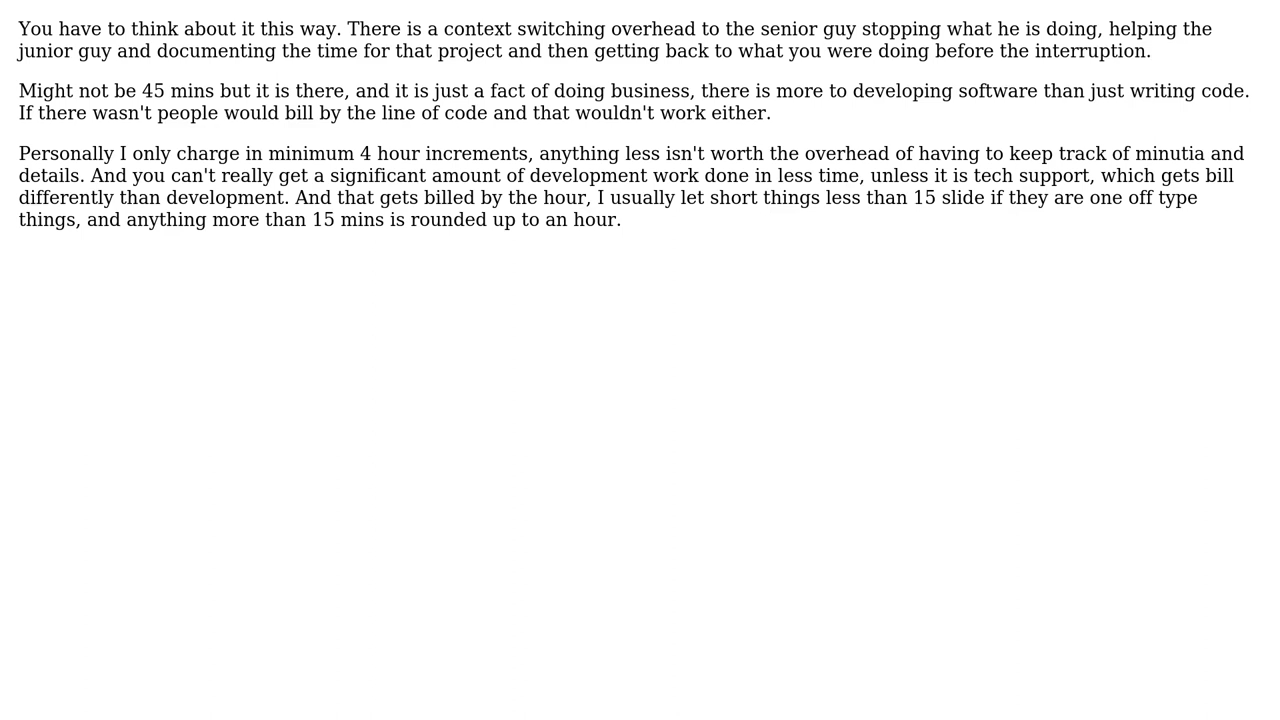 You have to think about it this way. There is a context switching overhead to the senior guy stopping what he is doing, helping the
junior guy and documenting the time for that project and then getting back to what you were doing before the interruption.
Might not be 45 mins but it is there, and it is just a fact of doing business, there is more to developing software than just writing code.
If there wasn't people would bill by the line of code and that wouldn't work either.
Personally I only charge in minimum 4 hour increments, anything less isn't worth the overhead of having to keep track of minutia and
details. And you can't really get a significant amount of development work done in less time, unless it is tech support, which gets bill
differently than development. And that gets billed by the hour, I usually let short things less than 15 slide if they are one off type
things, and anything more than 15 mins is rounded up to an hour.